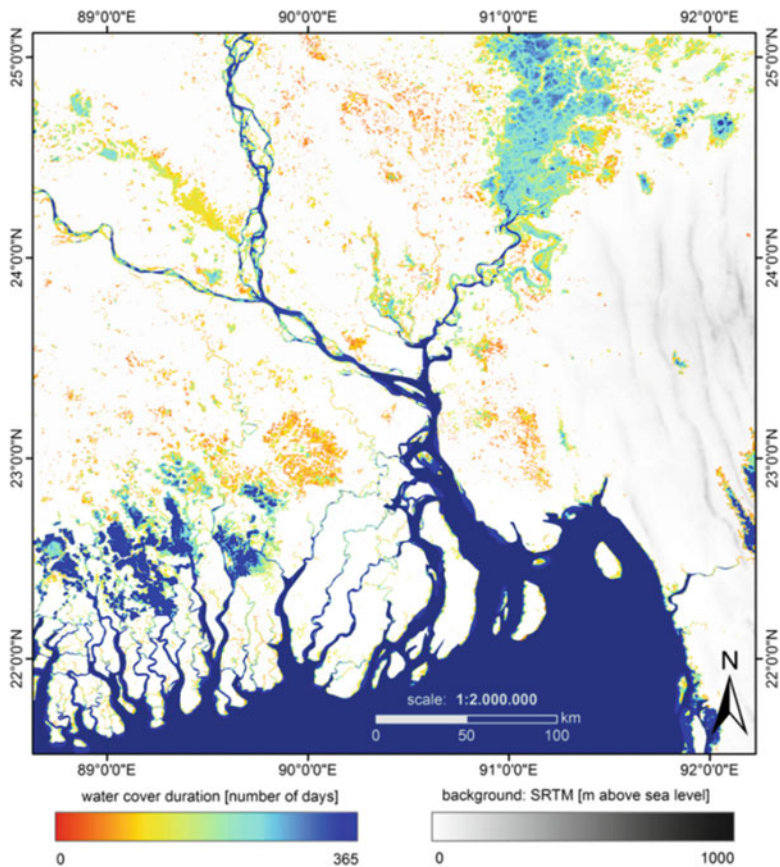 89°0'0"E 90°0'0"E 91°0'0"E 92°0'0"E
25°0'0"N 25°0'0"N
24°0'0"N 24°0'0"N
23°0'0"N 23°0'0"N
22°0'0"N 22°0'0"N
N
scale: 1:2.000.000
km
0 50 100
89°0'0"E 90°0'0"E 91°0'0"E 92°0'0"E
water cover duration [number of days] background: SRTM [m above sea level]
0 365 0 1000